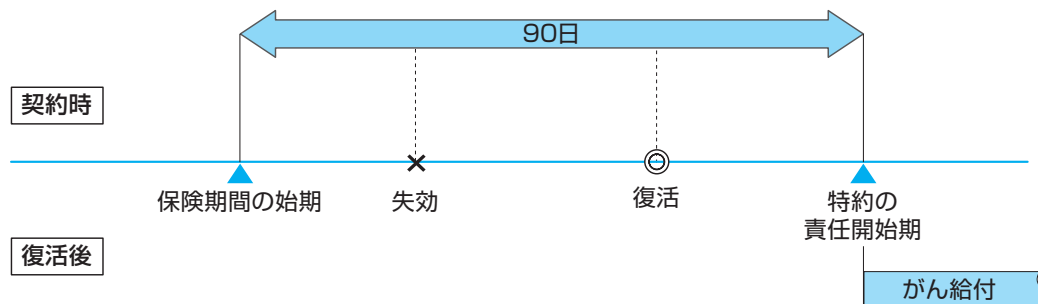 90日
契約時
保険期間の始期
失効
復活
特約の
責任開始期
復活後
がん給付